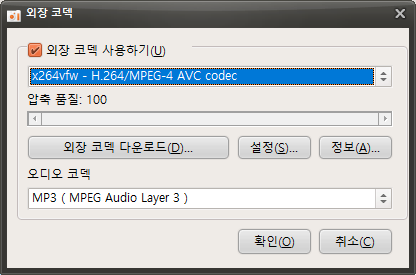 외장 코덱
외장 코덱 사용하기(U)
x264vfw - H.264/MPEG-4 AVC codec
압축 품질: 100
외장 코덱 다운로드(D)... 설정(S)... 정보(A)...
오디오 코덱
MP3 ( MPEG Audio Layer 3 )
확인(O) 취소(C)